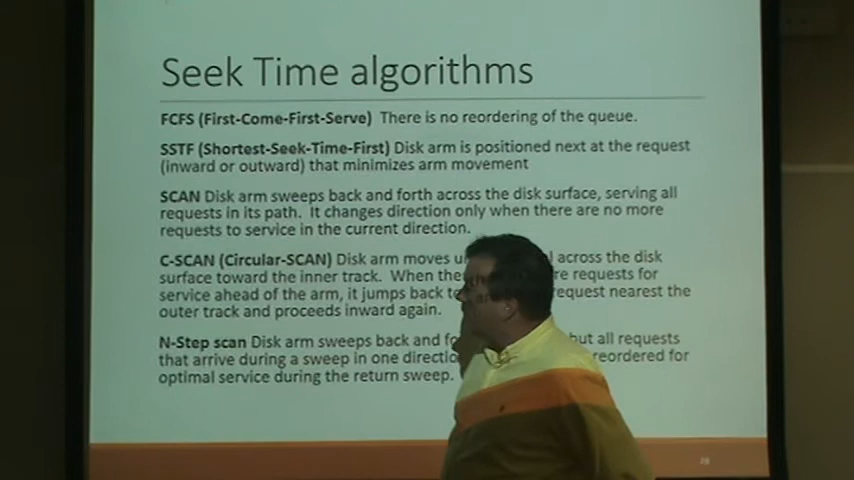 Seek Time algorithms
FCFS (First-Come-First-Serve) There is no reordering of the queue.
SSTF (Shortest-Seek-Time-First) Disk arm is positioned next at the request
(inward or outward) that minimizes arm movement
SCAN Disk arm sweeps back and forth across the disk surface, serving all
requests in its path. It changes direction only when there are no more
requests to service in the current direction.
C-SCAN (Circular-SCAN) Disk arm moves across the disk
surface toward the inner track. When requests for
service ahead of the arm, it jumps back request nearest the
outer track and proceeds inward again.
N-Step scan Disk arm sweeps back and but all requests
that arrive during a sweep in one reordered for
optimal service during the return sweep.